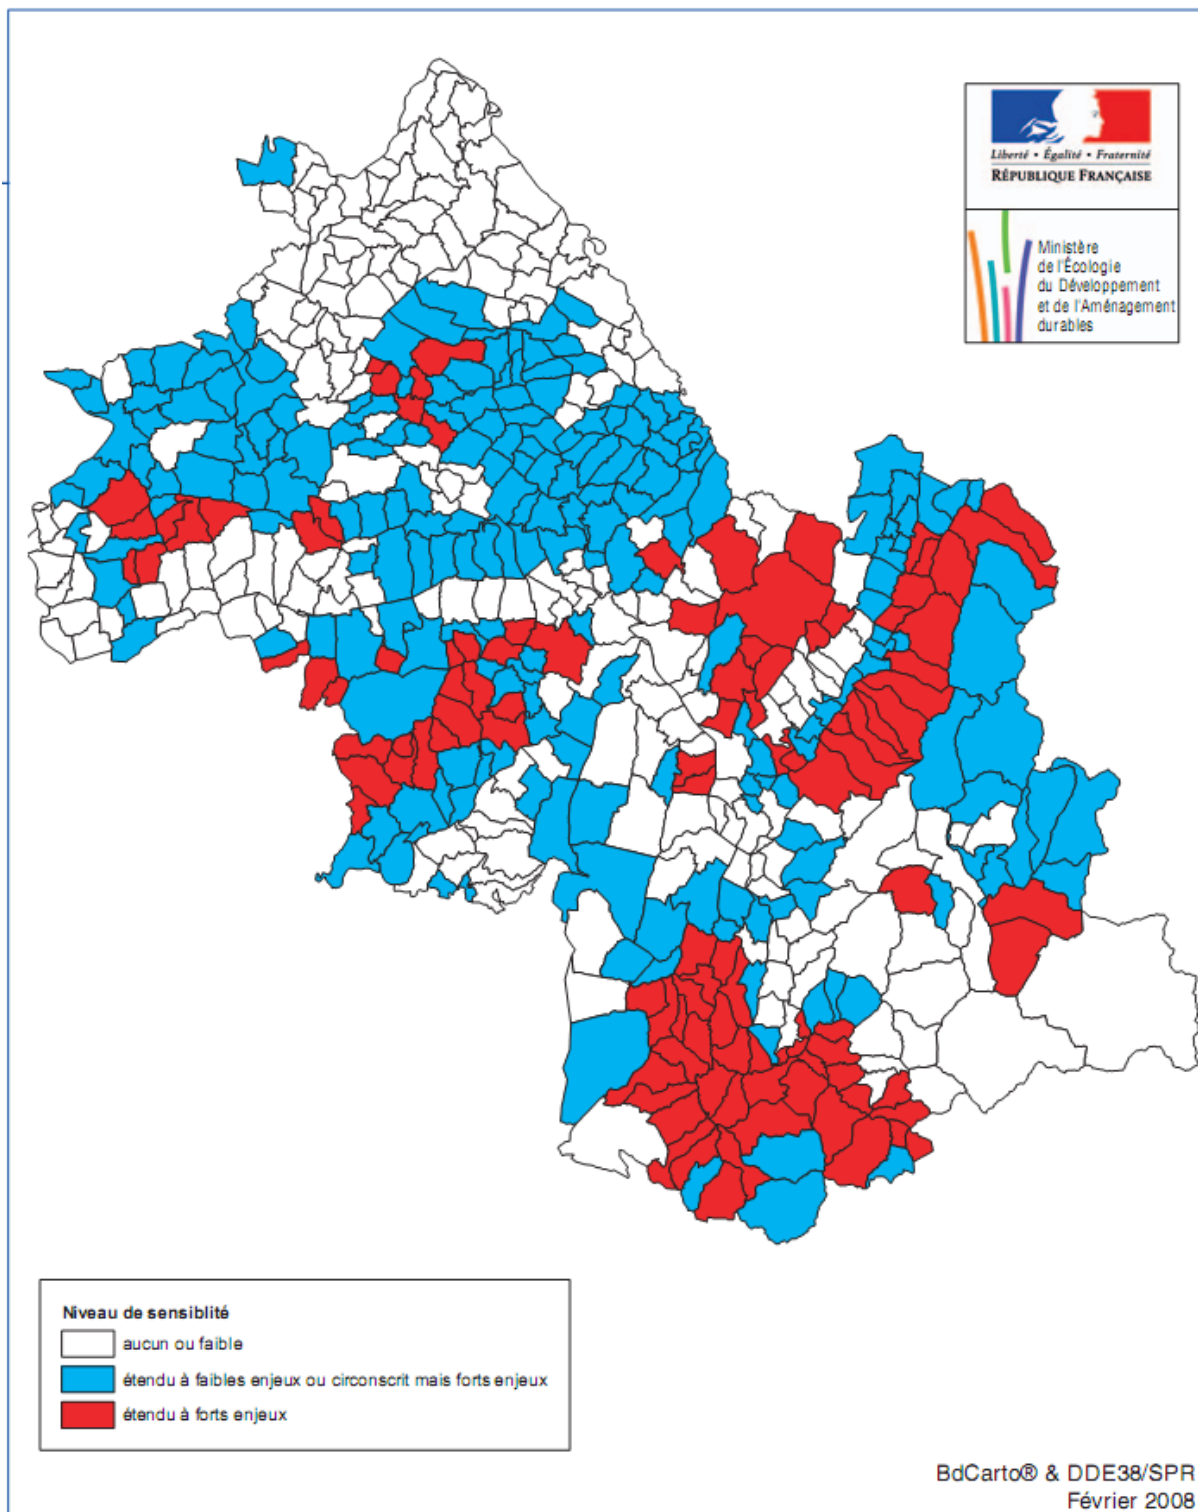 Liberté • Égalité • Fraternité
RÉPUBLIQUE FRANÇAISE
Ministère
de l'Écologie
du Développement
et de l'Aménagement
durables
Niveau de sensiblité
aucun ou faible
étendu à faibles enjeux ou circonscrit mais forts enjeux
étendu à forts enjeux
BdCarto® & DDE38/SPR
Février 2008